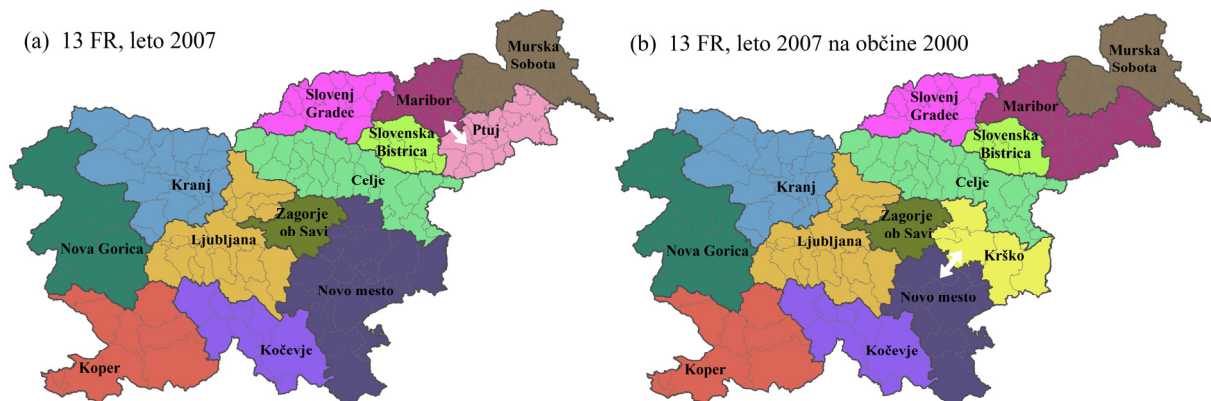 (a) 13 FR, leto 2007
Murska
Sobota
Slovenj
Gradec
Maribor
Ptuj
Slovenska
Bistrica
Kranj
Celje
Zagorje
ob Savi
Nova Gorica
Ljubljana
Novo mesto
Kočevje
Koper
(b) 13 FR, leto 2007 na občine 2000
Murska
Sobota
Slovenj
Gradec
Maribor
Slovenska
Bistrica
Kranj
Celje
Zagorje
ob Savi
Nova Gorica
Ljubljana
Krško
Novo mesto
Kočevje
Koper